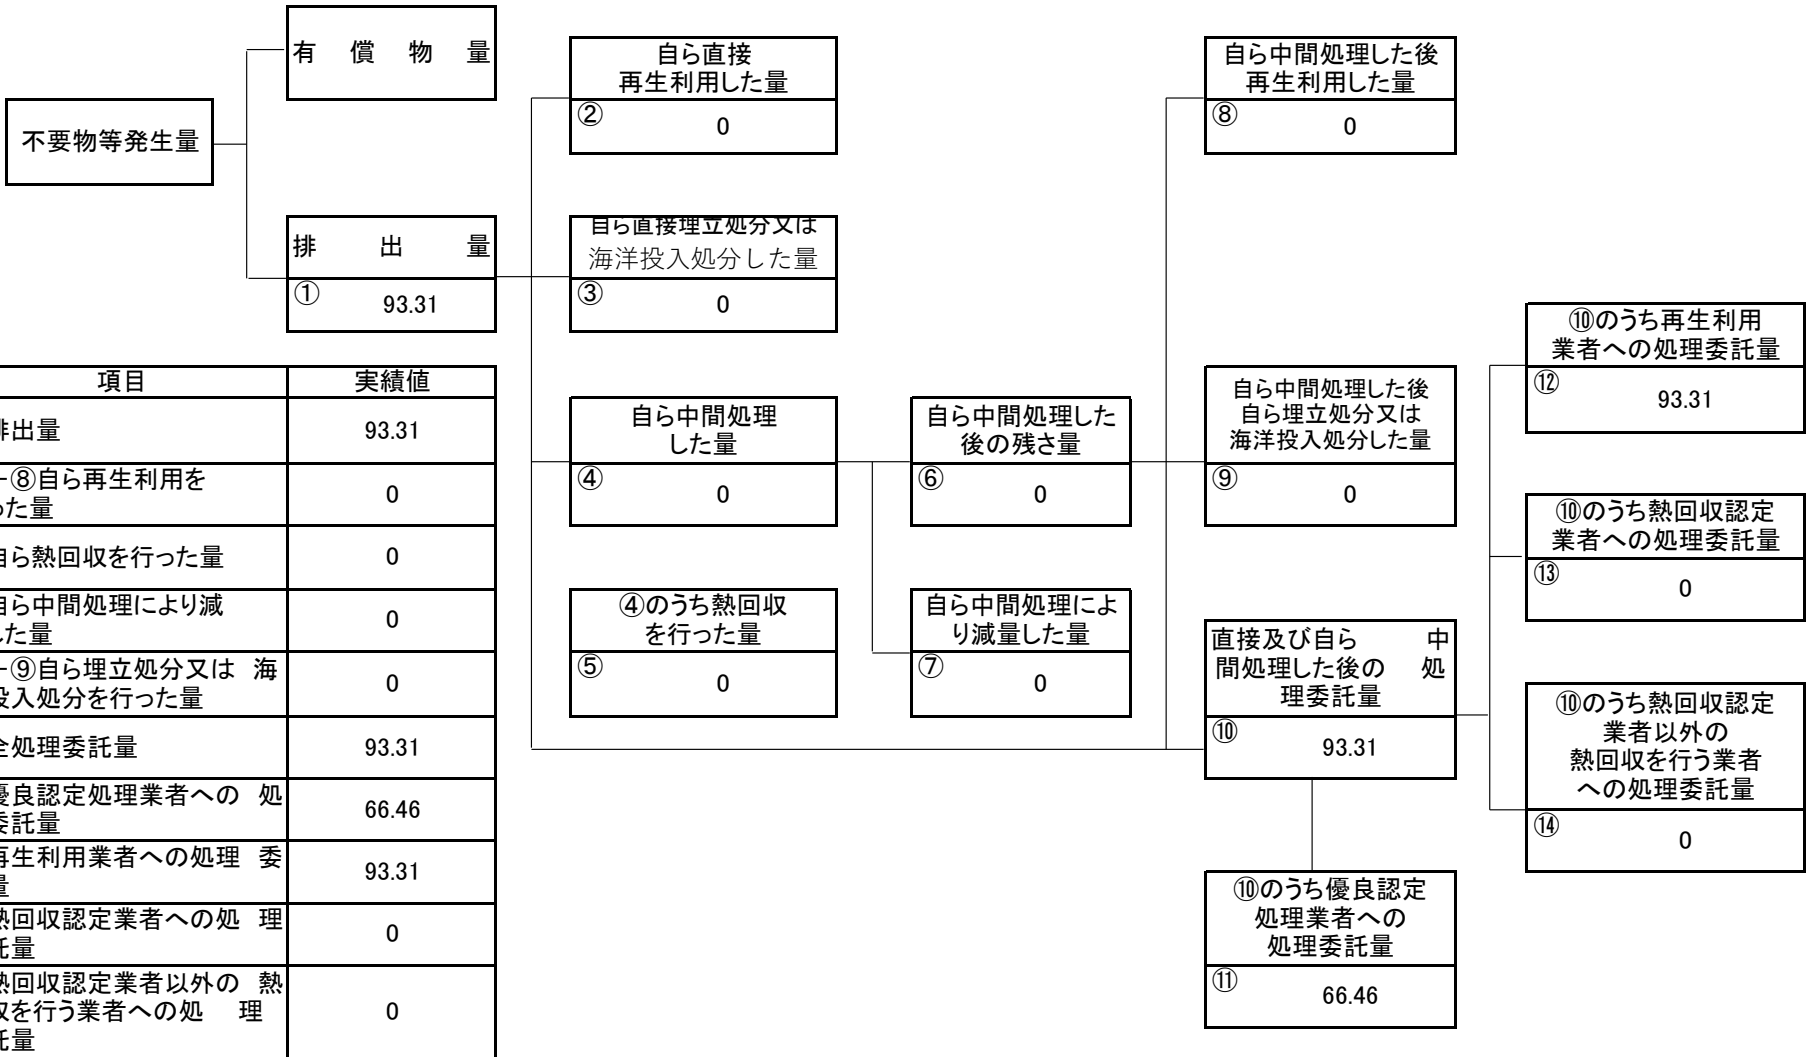 有償物量
不要物等発生量
排出量
①
93.31
自ら直接
再生利用した量
②
0
自ら直接埋立処分又は
海洋投入処分した量
③
0
自ら中間処理
した量
④
0
④のうち熱回収
を行った量
⑤
0
自ら中間処理した
後の残さ量
⑥
0
自ら中間処理によ
り減量した量
⑦
0
自ら中間処理した後
再生利用した量
⑧
0
自ら中間処理した後
自ら埋立処分又は
海洋投入処分した量
⑨
0
直接及び自ら 中
間処理した後の 処
理委託量
⑩
93.31
⑩のうち優良認定
処理業者への
処理委託量
⑪
66.46
⑩のうち再生利用
業者への処理委託量
⑫
93.31
⑩のうち熱回収認定
業者への処理委託量
⑬
0
⑩のうち熱回収認定
業者以外の
熱回収を行う業者
への処理委託量
⑭
0
項目 実績値
排出量 93.31
⑧自ら再生利用を
った量
0
自ら熱回収を行った量 0
自ら中間処理により減
した量
0
⑨自ら埋立処分又は 海
投入処分を行った量
0
全処理委託量 93.31
優良認定処理業者への 処
委託量
66.46
再生利用業者への処理 委
量
93.31
熱回収認定業者への処 理
託量
0
熱回収認定業者以外の 熱
収を行う業者への処 理
託量
0